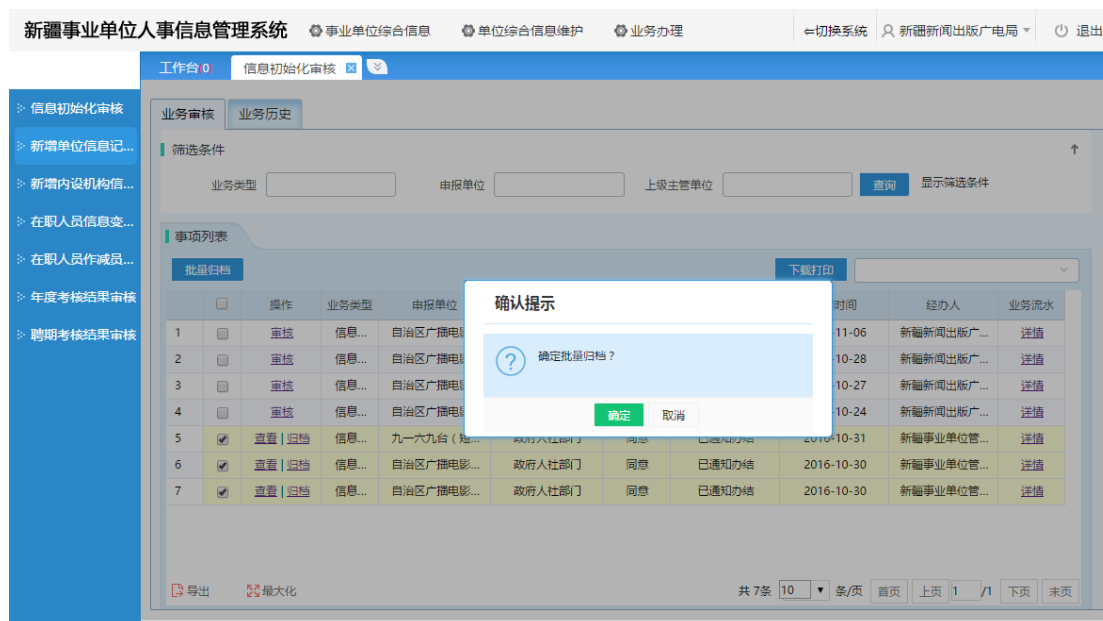 新疆事业单位人事信息管理系统 事业单位综合信息 单位综合信息维护 业务办理 ⇐切换系统 新疆新闻出版广电局 退出
工作台(0) 信息初始化审核
信息初始化审核
新增单位信息记...
新增内设机构信...
在职人员信息变...
在职人员作减员...
年度考核结果审核
聘期考核结果审核
业务审核 业务历史
筛选条件
业务类型 申报单位 上级主管单位 查询 显示筛选条件
事项列表
批量归档 下载打印
操作 业务类型 申报单位 时间 经办人 业务流水
1 审核 信息... 自治区广播电 -11-06 新疆新闻出版广... 详情
2 审核 信息... 自治区广播电 -10-28 新疆新闻出版广... 详情
3 审核 信息... 自治区广播电 -10-27 新疆新闻出版广... 详情
4 审核 信息... 自治区广播电 -10-24 新疆新闻出版广... 详情
5 查看 | 归档 信息... 九一六九台（短... 政府人社部门 同意 已通知办结 2016-10-31 新疆事业单位管... 详情
6 查看 | 归档 信息... 自治区广播电影... 政府人社部门 同意 已通知办结 2016-10-30 新疆事业单位管... 详情
7 查看 | 归档 信息... 自治区广播电影... 政府人社部门 同意 已通知办结 2016-10-30 新疆事业单位管... 详情
确认提示
确定批量归档？
确定 取消
导出 最大化 共 7条 10 条/页 首页 上页 1 /1 下页 末页